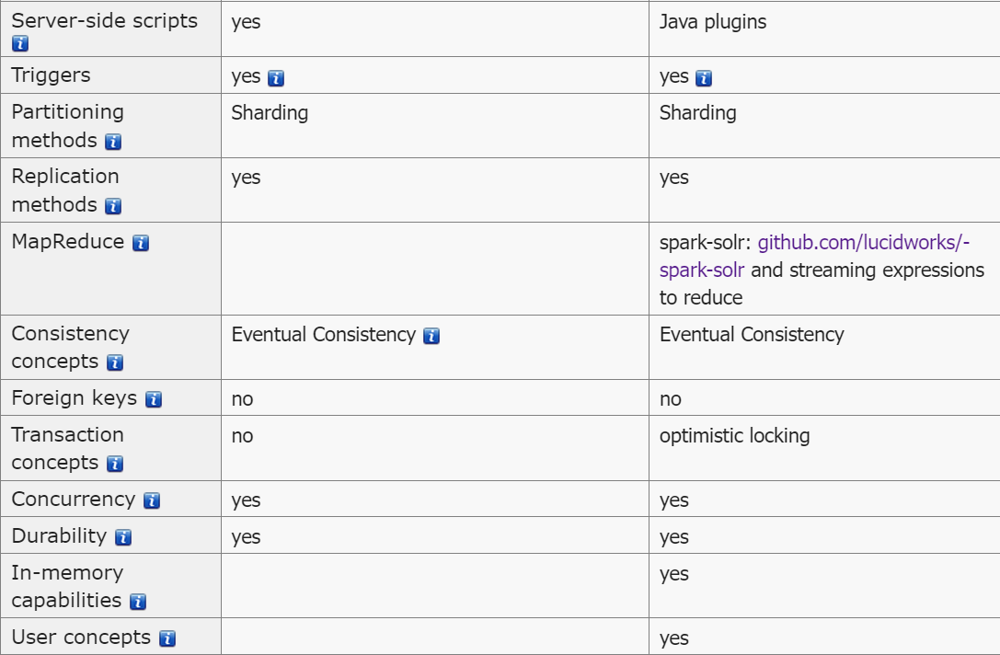 Server-side scripts yes Java plugins
Triggers yes yes
Partitioning Sharding Sharding
methods
Replication yes yes
methods
MapReduce spark-solr: github.com/lucidworks/-
spark-solr and streaming expressions
to reduce
Consistency Eventual Consistency Eventual Consistency
concepts
Foreign keys no no
Transaction no optimistic locking
concepts
Concurrency yes yes
Durability yes yes
In-memory yes
capabilities
User concepts yes